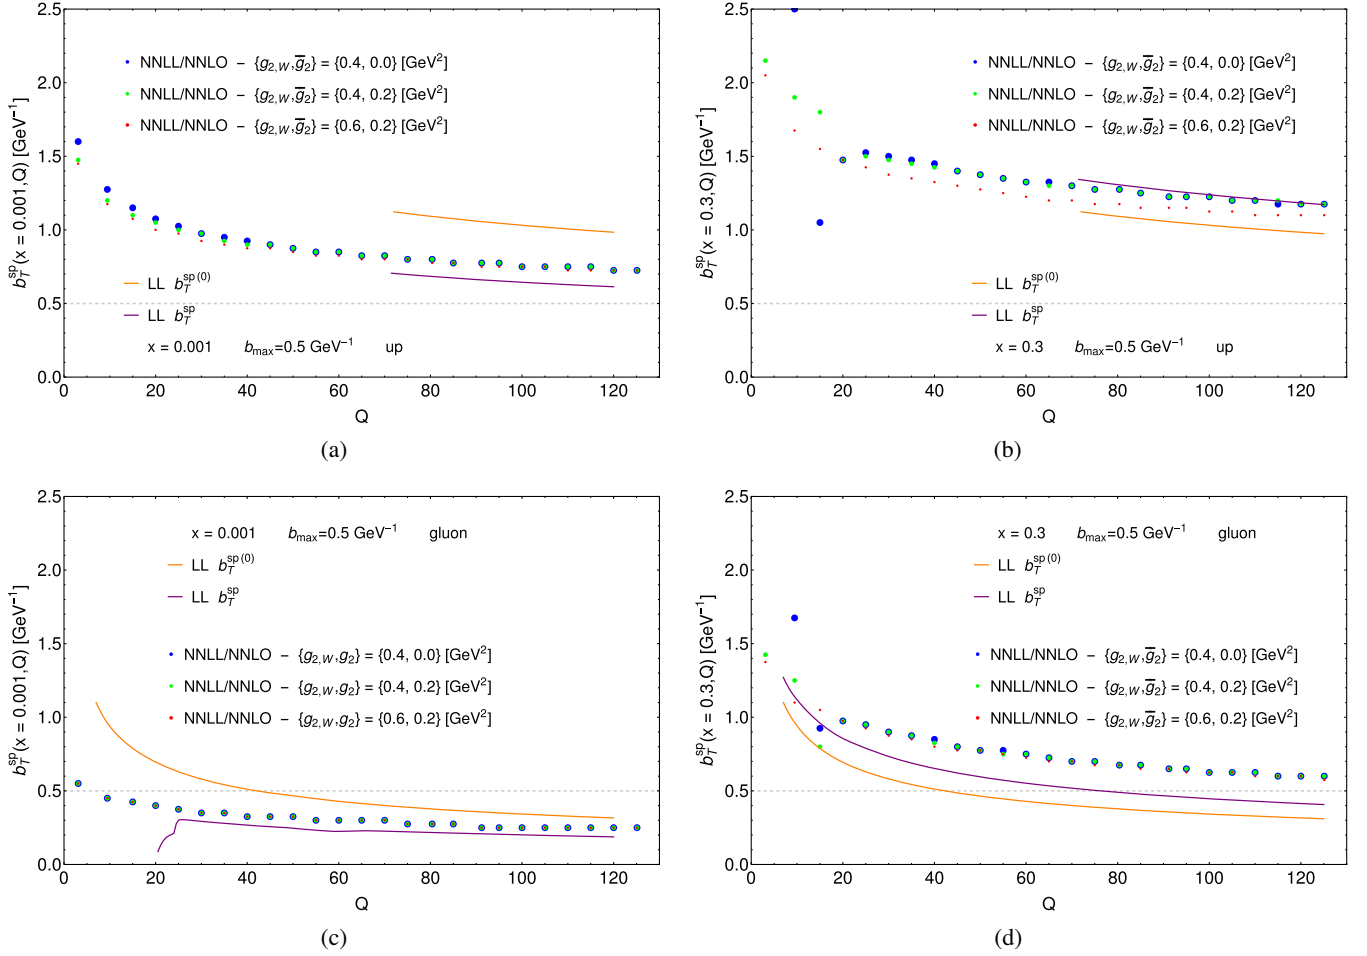 2.5
2.0
1.5
1.0
0.5
0.0
b_T^sp(x = 0.001,Q) [GeV⁻¹]
NNLL/NNLO − {g₂,W,g̅₂} = {0.4, 0.0} [GeV²]
NNLL/NNLO − {g₂,W,g̅₂} = {0.4, 0.2} [GeV²]
NNLL/NNLO − {g₂,W,g̅₂} = {0.6, 0.2} [GeV²]
LL b_T^sp(0)
LL b_T^sp
x = 0.001 b_max=0.5 GeV⁻¹ up
0 20 40 60 80 100 120
Q
(a)
2.5
2.0
1.5
1.0
0.5
0.0
b_T^sp(x = 0.3,Q) [GeV⁻¹]
NNLL/NNLO − {g₂,W,g̅₂} = {0.4, 0.0} [GeV²]
NNLL/NNLO − {g₂,W,g̅₂} = {0.4, 0.2} [GeV²]
NNLL/NNLO − {g₂,W,g̅₂} = {0.6, 0.2} [GeV²]
LL b_T^sp(0)
LL b_T^sp
x = 0.3 b_max=0.5 GeV⁻¹ up
0 20 40 60 80 100 120
Q
(b)
2.5
2.0
1.5
1.0
0.5
0.0
b_T^sp(x = 0.001,Q) [GeV⁻¹]
x = 0.001 b_max=0.5 GeV⁻¹ gluon
LL b_T^sp(0)
LL b_T^sp
NNLL/NNLO − {g₂,W,g₂} = {0.4, 0.0} [GeV²]
NNLL/NNLO − {g₂,W,g₂} = {0.4, 0.2} [GeV²]
NNLL/NNLO − {g₂,W,g₂} = {0.6, 0.2} [GeV²]
0 20 40 60 80 100 120
Q
(c)
2.5
2.0
1.5
1.0
0.5
0.0
b_T^sp(x = 0.3,Q) [GeV⁻¹]
x = 0.3 b_max=0.5 GeV⁻¹ gluon
LL b_T^sp(0)
LL b_T^sp
NNLL/NNLO − {g₂,W,g̅₂} = {0.4, 0.0} [GeV²]
NNLL/NNLO − {g₂,W,g̅₂} = {0.4, 0.2} [GeV²]
NNLL/NNLO − {g₂,W,g̅₂} = {0.6, 0.2} [GeV²]
0 20 40 60 80 100 120
Q
(d)